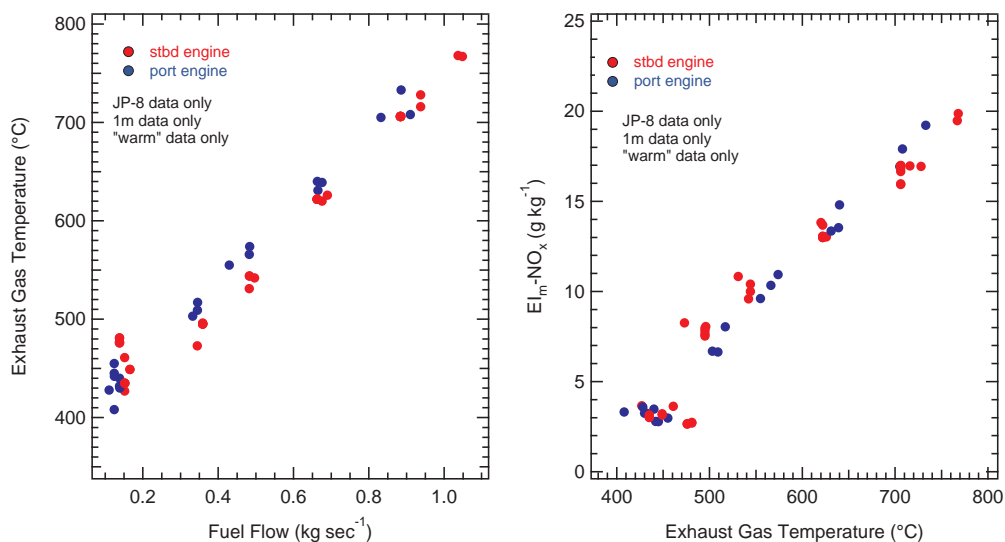 800
700
600
500
400
Exhaust Gas Temperature (°C)
stbd engine
port engine
JP-8 data only
1m data only
"warm" data only
0.2
0.4
0.6
0.8
1.0
Fuel Flow (kg sec⁻¹)
25
20
15
10
5
0
EIₘ-NOₓ (g kg⁻¹)
stbd engine
port engine
JP-8 data only
1m data only
"warm" data only
400
500
600
700
800
Exhaust Gas Temperature (°C)